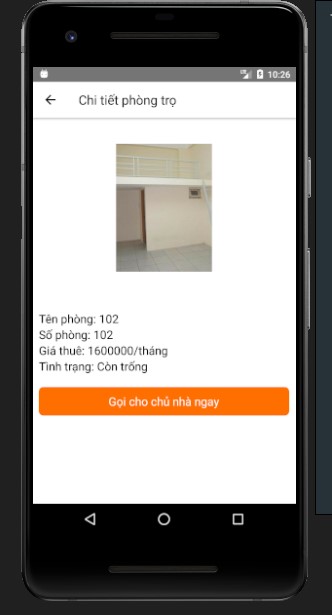 10:26
Chi tiết phòng trọ
Tên phòng: 102
Số phòng: 102
Giá thuê: 1600000/tháng
Tình trạng: Còn trống
Gọi cho chủ nhà ngay